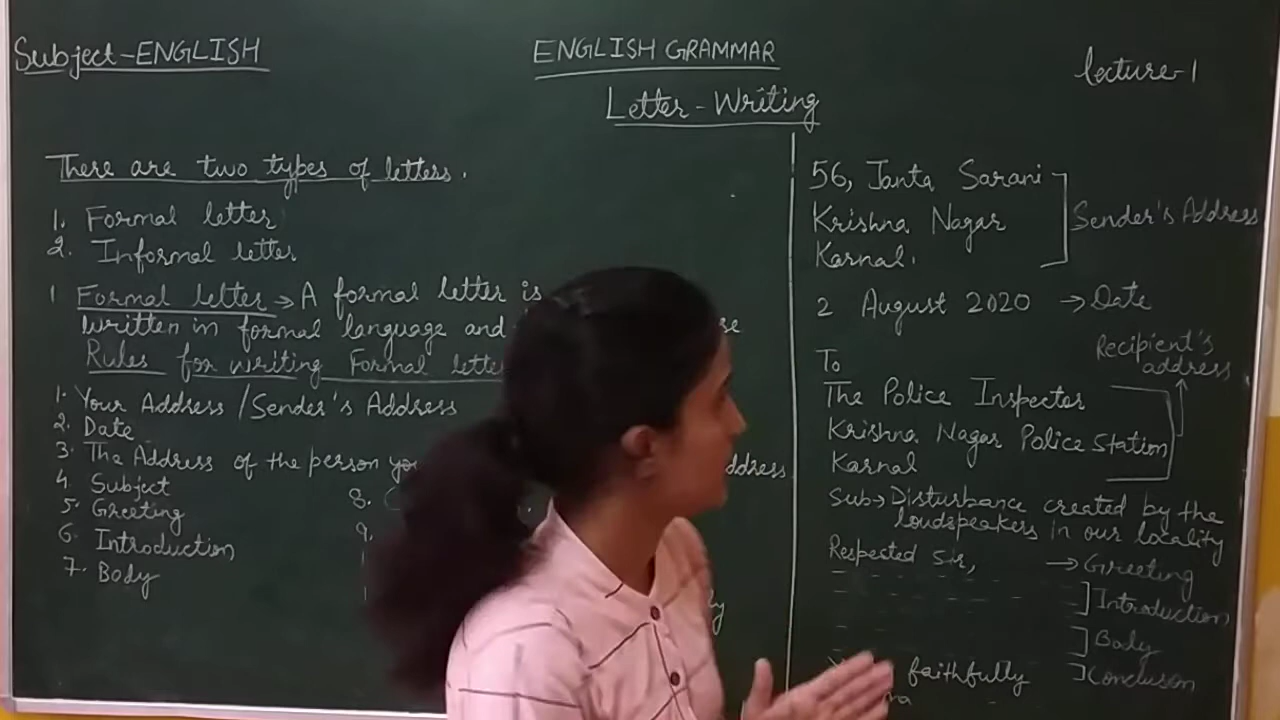 Subject-ENGLISH
ENGLISH GRAMMAR
Lecture-1
Letter-Writing
There are two types of letters.
1. Formal letter
2. Informal letter
1 Formal letter → A formal letter is
written in formal language and
Rules for writing Formal lette
1. Your Address / Sender's Address
2. Date
3. The Address of the person you ddress
4. Subject
5. Greeting
6. Introduction
7. Body
8. C
9.
56, Janta Sarani
Krishna Nagar
Karnal.
Sender's Address
2 August 2020 → Date
To
The Police Inspector
Krishna Nagar Police Station
Karnal
Recipient's
address
Sub → Disturbance created by the
loudspeakers in our locality
Respected Sir, → Greeting
Introduction
Body
faithfully
Concluson